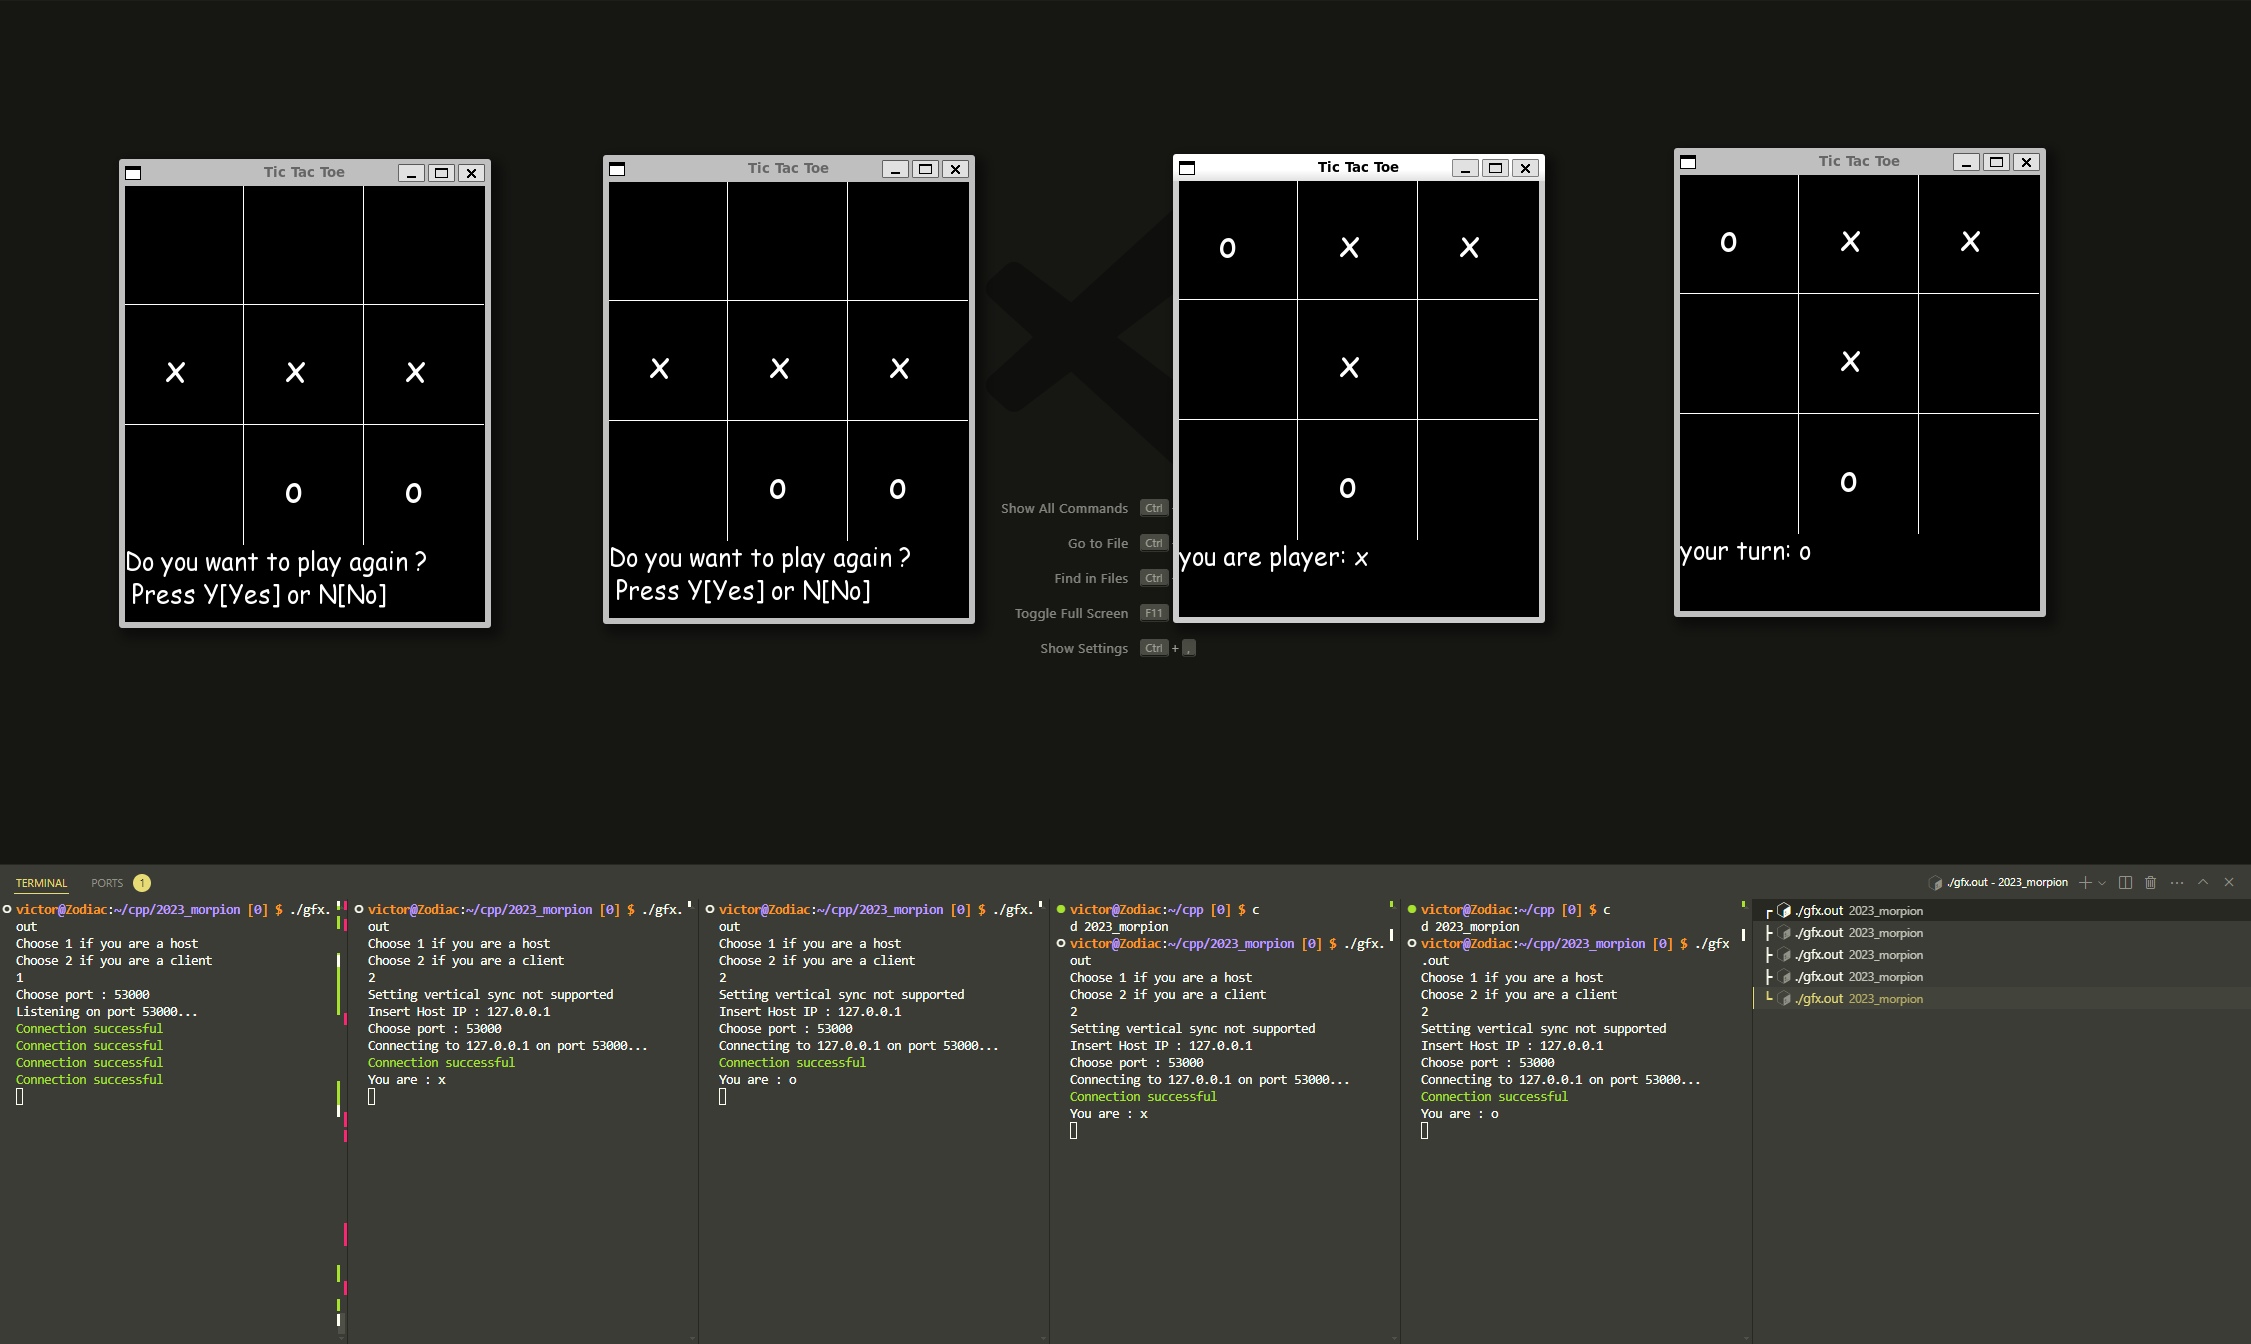 Tic Tac Toe
x x x
o o
Do you want to play again ?
Press Y[Yes] or N[No]
Tic Tac Toe
x x x
o o
Do you want to play again ?
Press Y[Yes] or N[No]
Tic Tac Toe
o x x
x
o
you are player: x
Tic Tac Toe
o x x
x
o
your turn: o
Show All Commands Ctrl +
Go to File Ctrl
Find in Files Ctrl
Toggle Full Screen F11
Show Settings Ctrl + ,
TERMINAL PORTS 1
./gfx.out - 2023_morpion
victor@Zodiac:~/cpp/2023_morpion [0] $ ./gfx.
out
Choose 1 if you are a host
Choose 2 if you are a client
1
Choose port : 53000
Listening on port 53000...
Connection successful
Connection successful
Connection successful
Connection successful
victor@Zodiac:~/cpp/2023_morpion [0] $ ./gfx.
out
Choose 1 if you are a host
Choose 2 if you are a client
2
Setting vertical sync not supported
Insert Host IP : 127.0.0.1
Choose port : 53000
Connecting to 127.0.0.1 on port 53000...
Connection successful
You are : x
victor@Zodiac:~/cpp/2023_morpion [0] $ ./gfx.
out
Choose 1 if you are a host
Choose 2 if you are a client
2
Setting vertical sync not supported
Insert Host IP : 127.0.0.1
Choose port : 53000
Connecting to 127.0.0.1 on port 53000...
Connection successful
You are : o
victor@Zodiac:~/cpp [0] $ c
d 2023_morpion
victor@Zodiac:~/cpp/2023_morpion [0] $ ./gfx.
out
Choose 1 if you are a host
Choose 2 if you are a client
2
Setting vertical sync not supported
Insert Host IP : 127.0.0.1
Choose port : 53000
Connecting to 127.0.0.1 on port 53000...
Connection successful
You are : x
victor@Zodiac:~/cpp [0] $ c
d 2023_morpion
victor@Zodiac:~/cpp/2023_morpion [0] $ ./gfx
.out
Choose 1 if you are a host
Choose 2 if you are a client
2
Setting vertical sync not supported
Insert Host IP : 127.0.0.1
Choose port : 53000
Connecting to 127.0.0.1 on port 53000...
Connection successful
You are : o
./gfx.out 2023_morpion
./gfx.out 2023_morpion
./gfx.out 2023_morpion
./gfx.out 2023_morpion
./gfx.out 2023_morpion